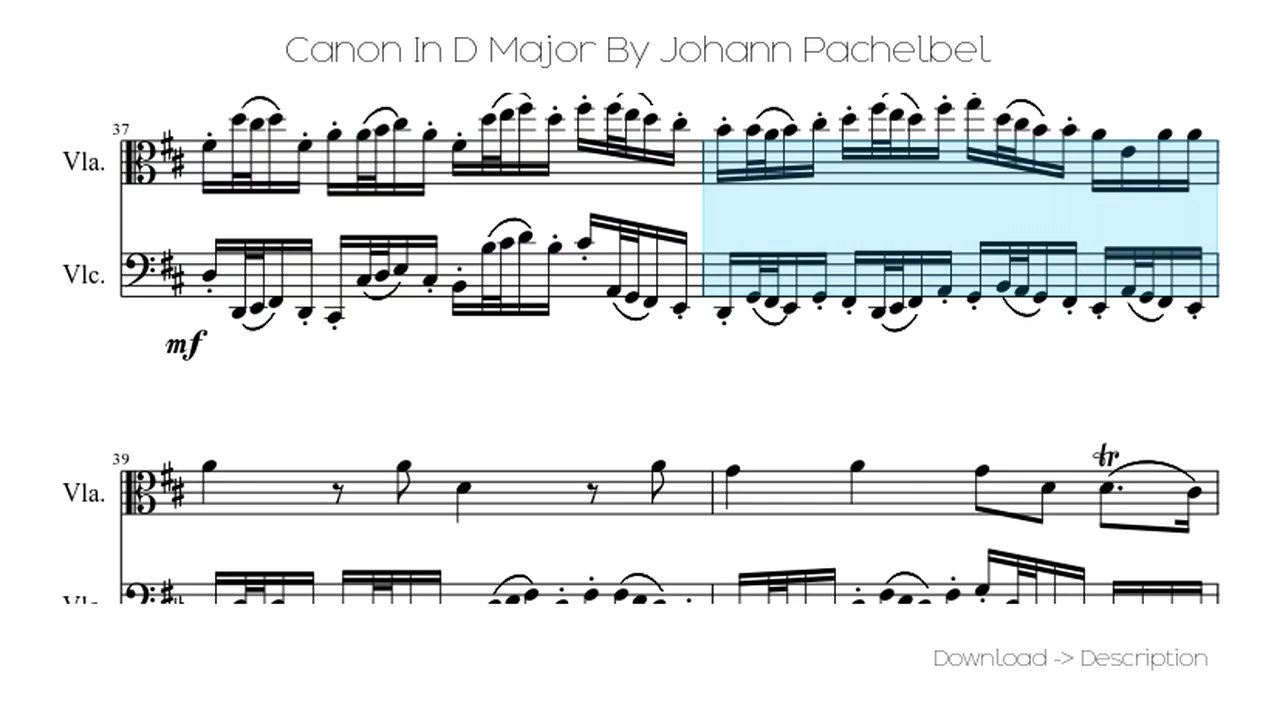 Canon In D Major By Johann Pachelbel
37
Vla.
Vlc.
mf
39
tr
Vla.
Download -> Description